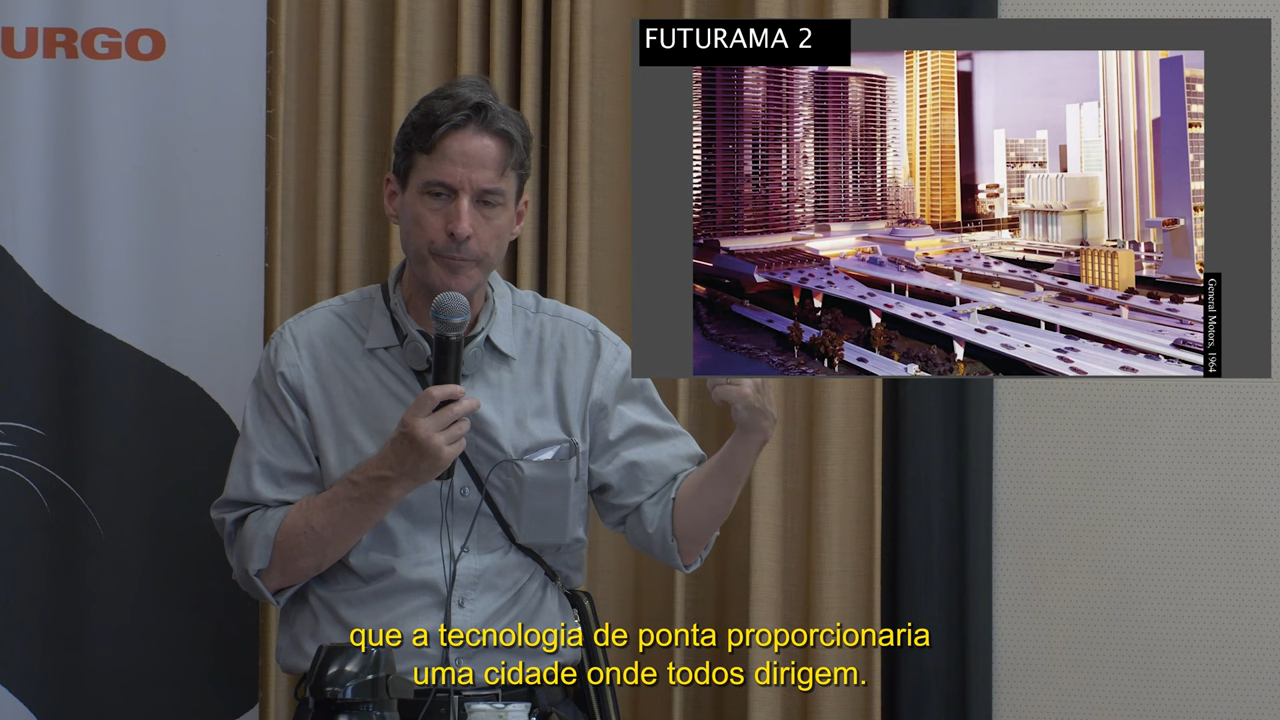 URGO
FUTURAMA 2
General Motors, 1964
que a tecnologia de ponta proporcionaria
uma cidade onde todos dirigem.